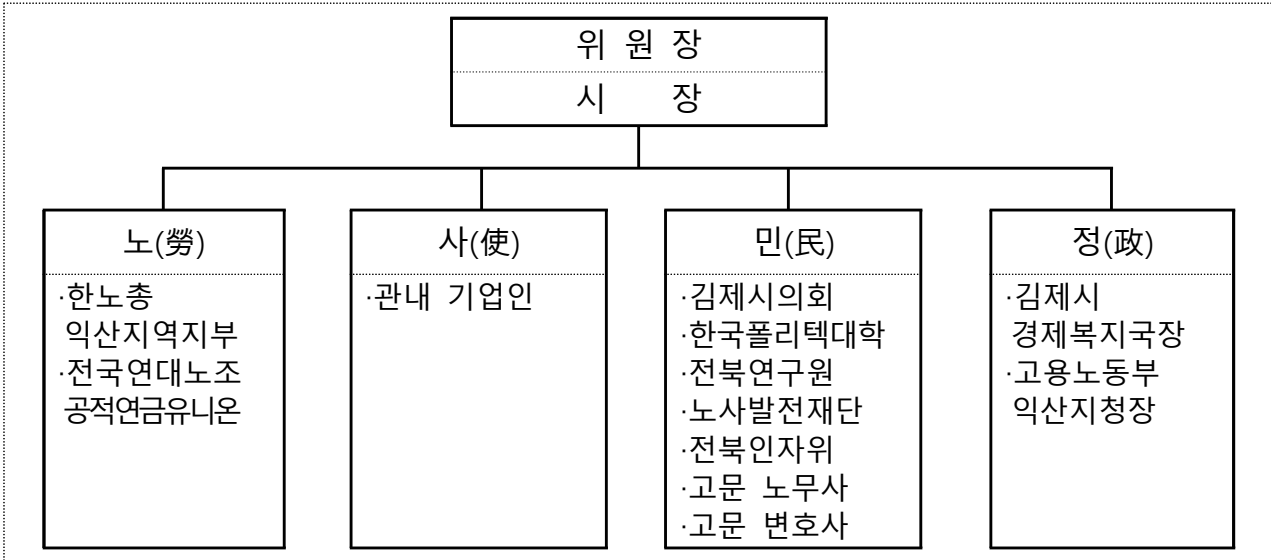 위 원 장
시 장
노(勞)
·한노총
익산지역지부
·전국연대노조
공적연금유니온
사(使)
·관내 기업인
민(民)
·김제시의회
·한국폴리텍대학
·전북연구원
·노사발전재단
·전북인자위
·고문 노무사
·고문 변호사
정(政)
·김제시
경제복지국장
·고용노동부
익산지청장